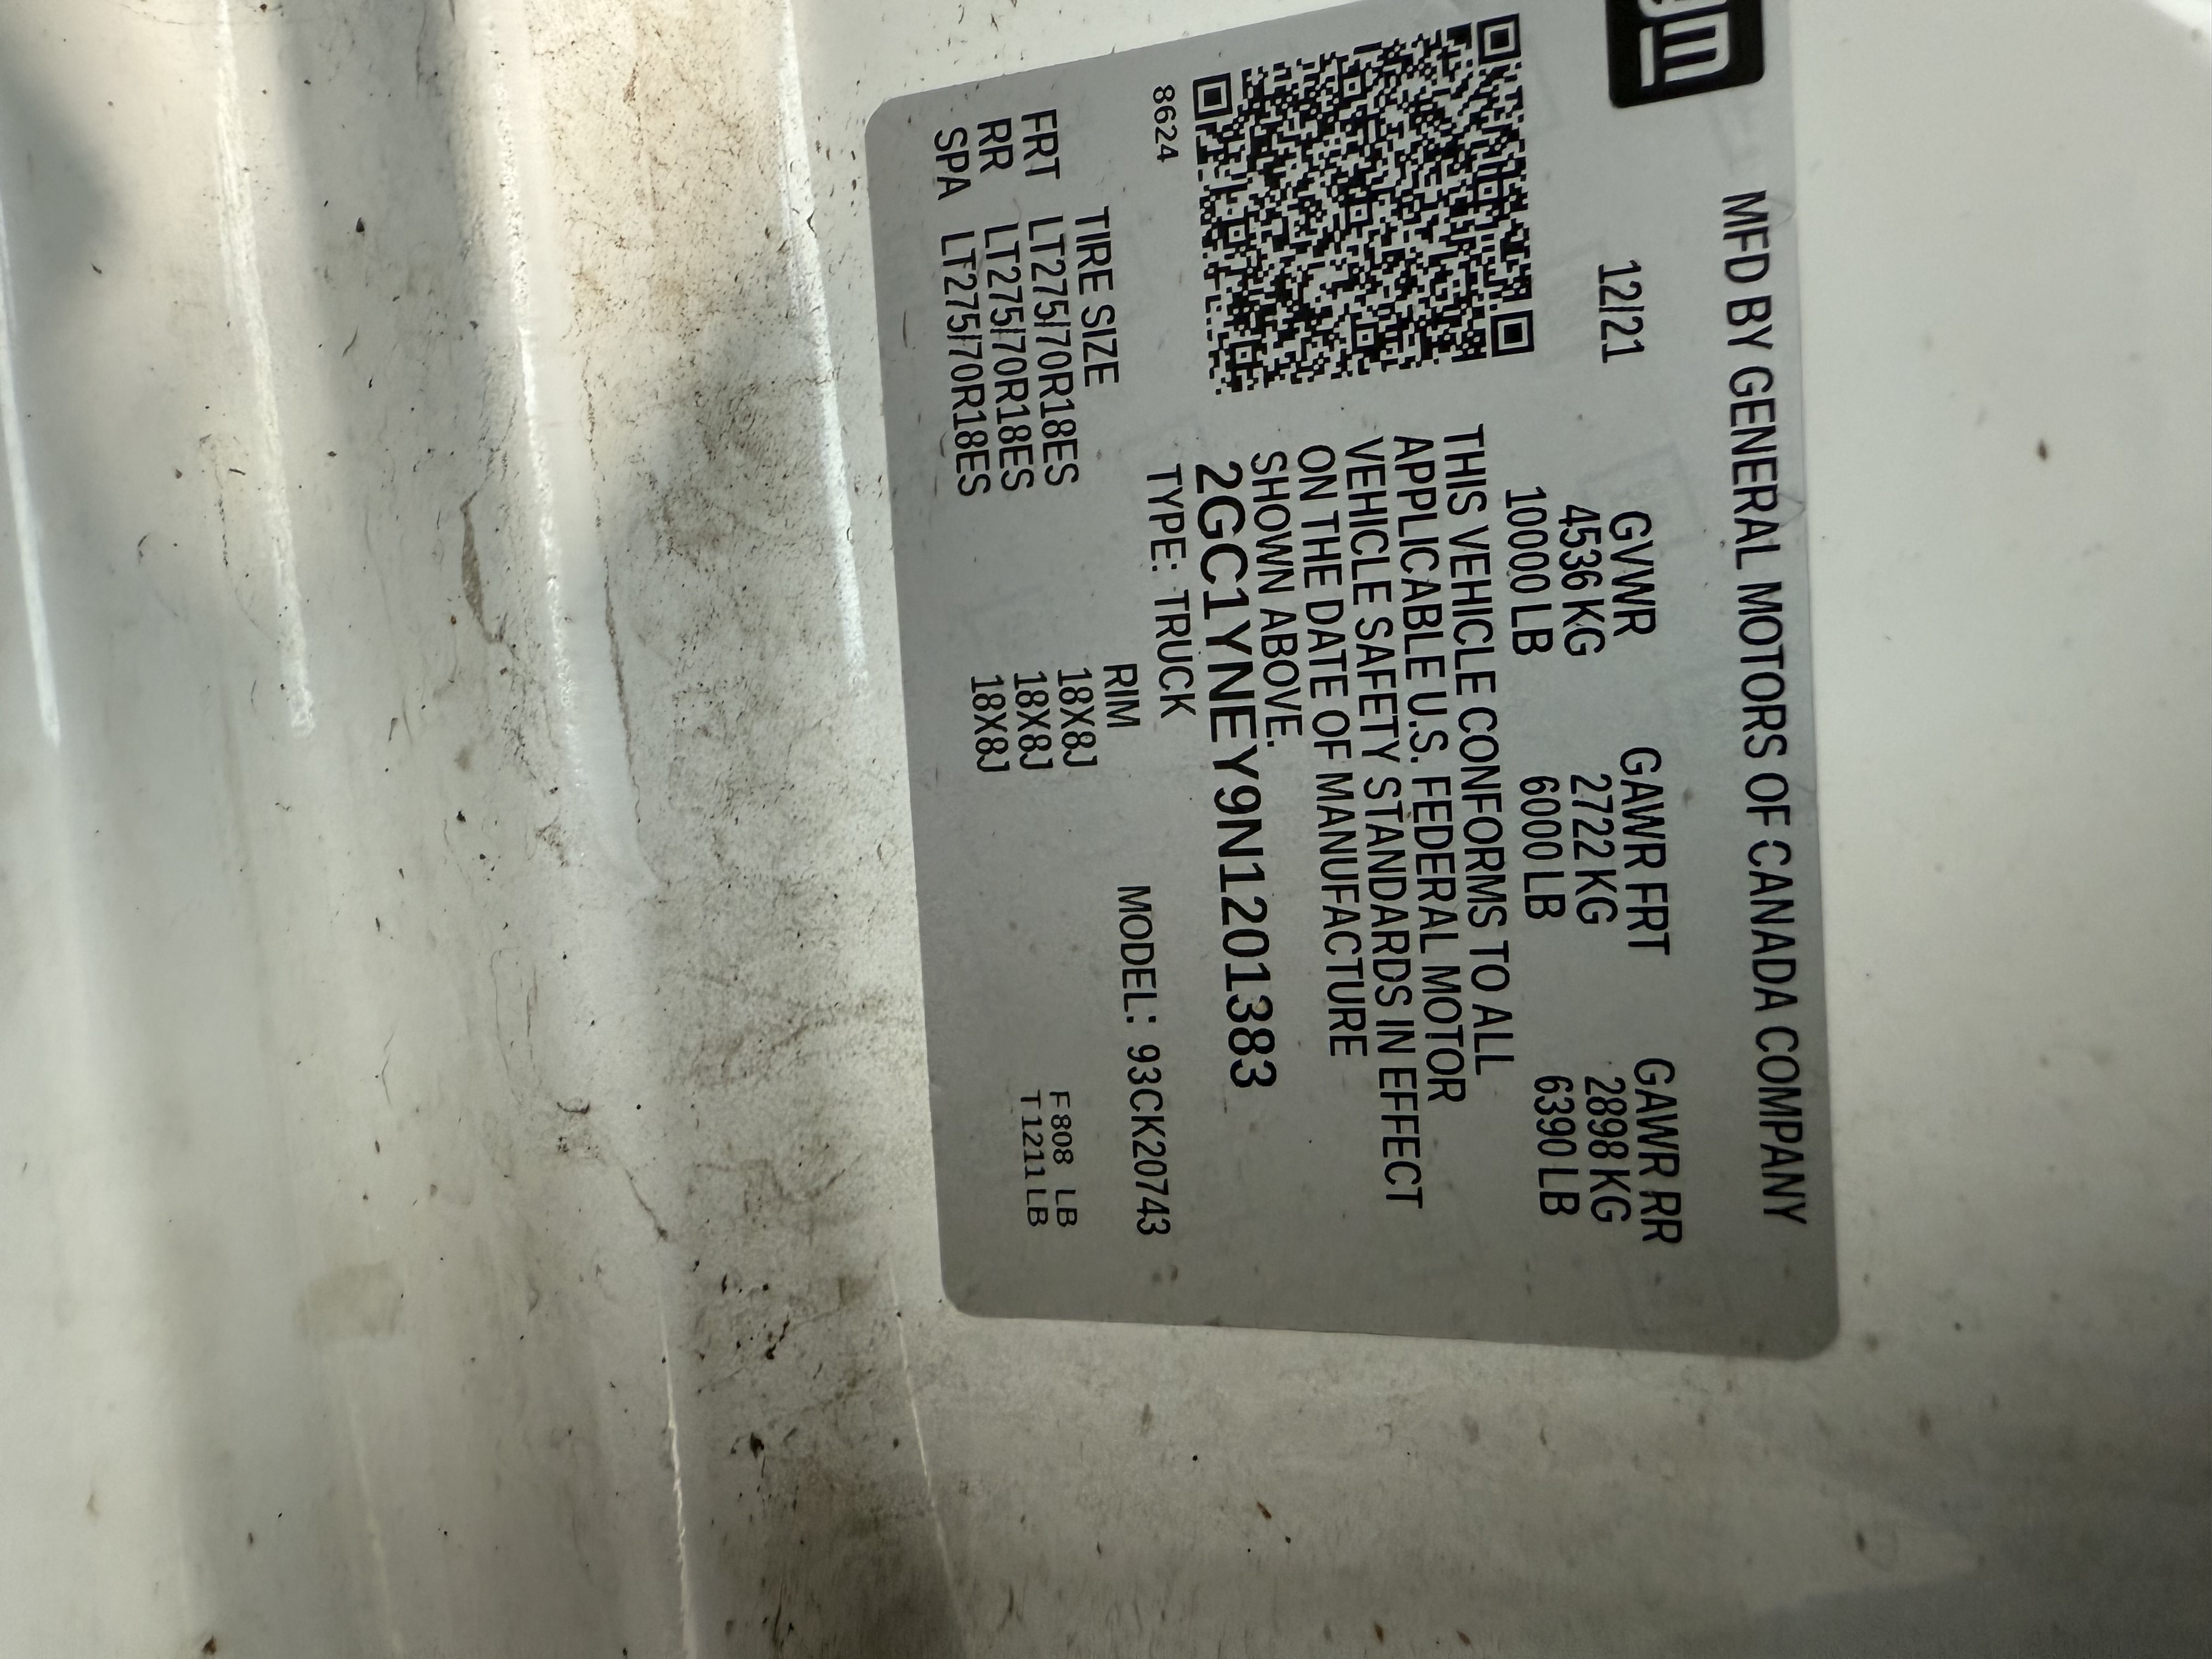 gm
MFD BY GENERAL MOTORS OF CANADA COMPANY
12/21 GVWR GAWR FRT GAWR RR
4536 KG 2722 KG 2898 KG
10000 LB 6000 LB 6390 LB
THIS VEHICLE CONFORMS TO ALL
APPLICABLE U.S. FEDERAL MOTOR
VEHICLE SAFETY STANDARDS IN EFFECT
ON THE DATE OF MANUFACTURE
SHOWN ABOVE.
2GC1YNEY9N1201383
8624 TYPE: TRUCK MODEL: 93CK20743
TIRE SIZE RIM
FRT LT275/70R18ES 18X8J F808 LB
RR LT275/70R18ES 18X8J T1211LB
SPA LT275/70R18ES 18X8J